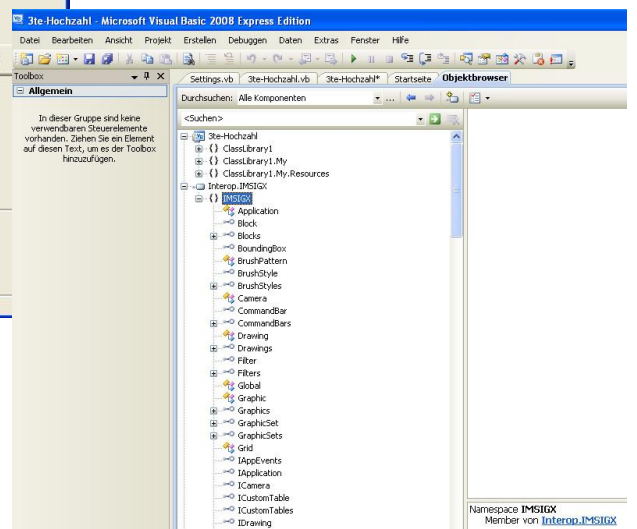 3te-Hochzahl - Microsoft Visual Basic 2008 Express Edition
Datei Bearbeiten Ansicht Projekt Erstellen Debuggen Daten Extras Fenster Hilfe
Toolbox
Allgemein
In dieser Gruppe sind keine
verwendbaren Steuerelemente
vorhanden. Ziehen Sie ein Element
auf diesen Text, um es der Toolbox
hinzuzufügen.
Settings.vb 3te-Hochzahl.vb 3te-Hochzahl* Startseite Objektbrowser
Durchsuchen: Alle Komponenten
<Suchen>
3te-Hochzahl
{} ClassLibrary1
{} ClassLibrary1.My
{} ClassLibrary1.My.Resources
Interop.IMSIGX
{} IMSIGX
Application
Block
Blocks
BoundingBox
BrushPattern
BrushStyle
BrushStyles
Camera
CommandBar
CommandBars
Drawing
Drawings
Filter
Filters
Global
Graphic
Graphics
GraphicSet
GraphicSets
Grid
IAppEvents
IApplication
ICamera
ICustomTable
ICustomTables
IDrawing
Namespace IMSIGX
Member von Interop.IMSIGX